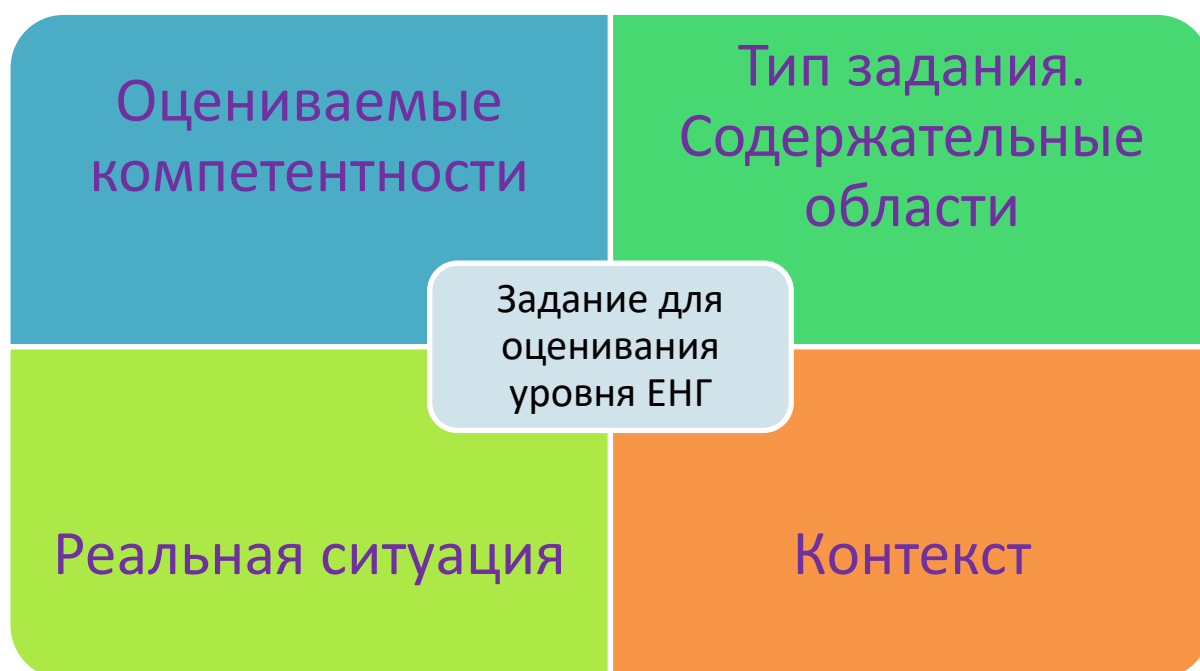 Оцениваемые
компетентности
Тип задания.
Содержательные
области
Задание для
оценивания
уровня ЕНГ
Реальная ситуация
Контекст